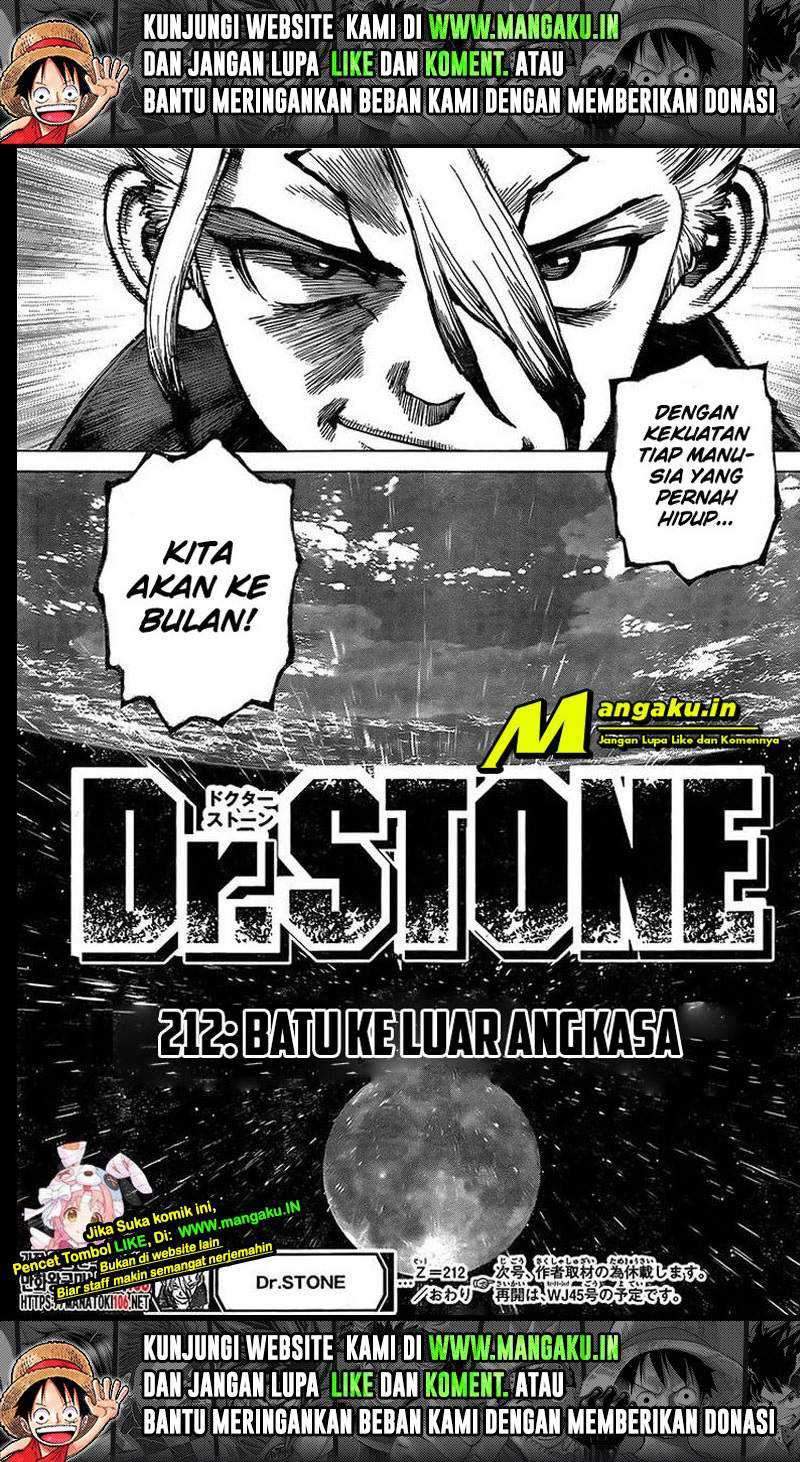 KUNJUNGI WEBSITE KAMI DI WWW.MANGAKU.IN
DAN JANGAN LUPA LIKE DAN KOMENT. ATAU
BANTU MERINGANKAN BEBAN KAMI DENGAN MEMBERIKAN DONASI
DENGAN
KEKUATAN
TIAP MANU-
SIA YANG
PERNAH
HIDUP...
KITA
AKAN KE
BULAN!
Mangaku.in
Jangan Lupa Like dan Komennya
ドクター
ストーン
Dr.STONE
212: BATU KE LUAR ANGKASA
Jika Suka komik ini,
Pencet Tombol LIKE, Di: WWW.mangaku.IN
Bukan di website lain
Biar staff makin semangat nerjemahin
HTTPS://MANATOKI106.NET
Dr.STONE
...Z=212
/おわり
☞次号、作者取材の為休載します。
再開は、WJ45号の予定です。
KUNJUNGI WEBSITE KAMI DI WWW.MANGAKU.IN
DAN JANGAN LUPA LIKE DAN KOMENT. ATAU
BANTU MERINGANKAN BEBAN KAMI DENGAN MEMBERIKAN DONASI